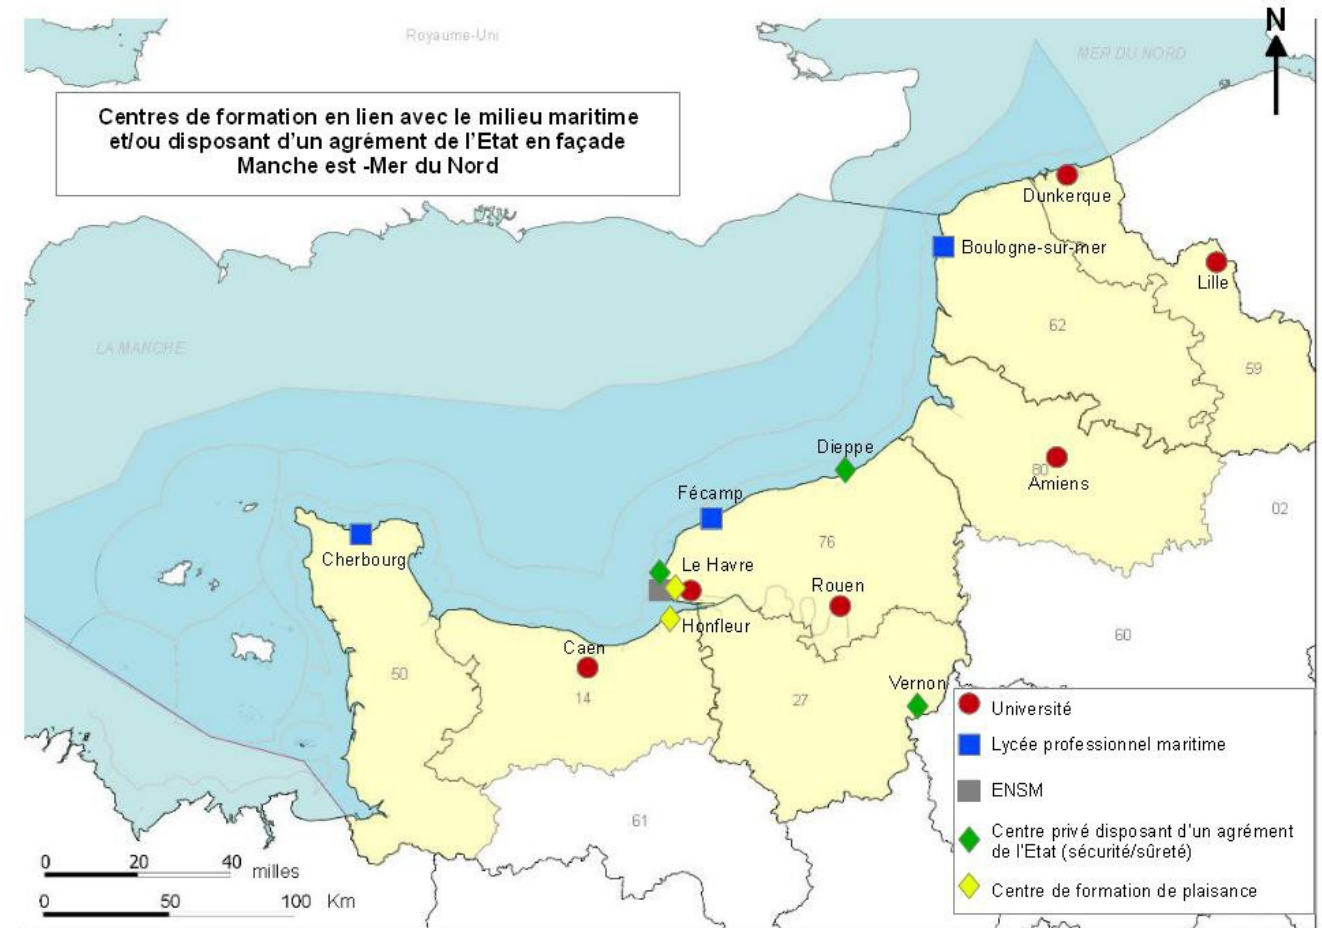 N
Royaume-Uni
MER DU NORD
Centres de formation en lien avec le milieu maritime
et/ou disposant d'un agrément de l'Etat en façade
Manche est -Mer du Nord
Dunkerque
Boulogne-sur-mer
Lille
62
LA MANCHE
59
Dieppe
80
Amiens
Fécamp
02
76
Cherbourg
Le Havre
Rouen
Honfleur
60
Caen
50
14
27
Vernon
Université
Lycée professionnel maritime
ENSM
61
Centre privé disposant d'un agrément
de l'Etat (sécurité/sûreté)
Centre de formation de plaisance
0 20 40 milles
0 50 100 Km